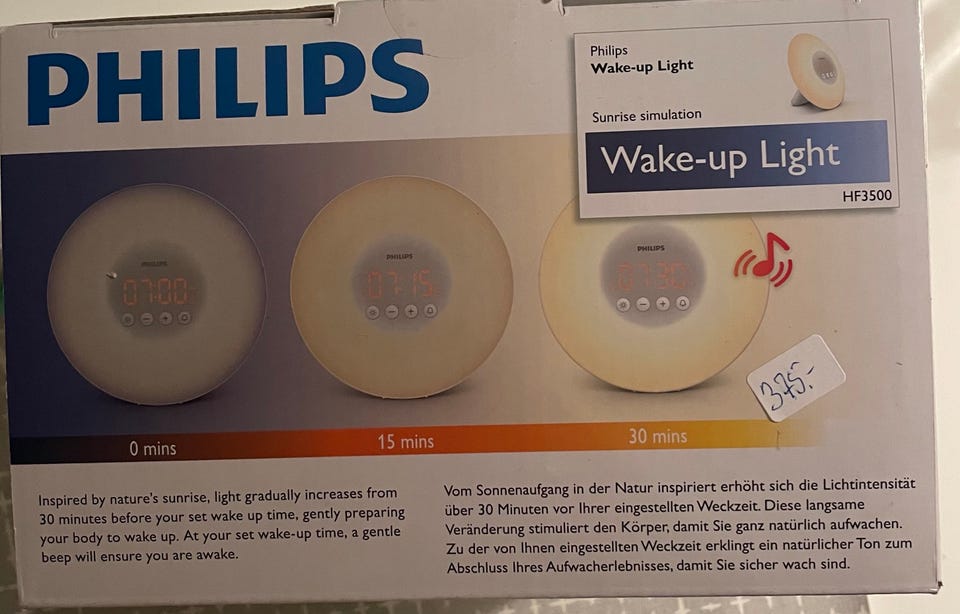 PHILIPS
Philips
Wake-up Light
Sunrise simulation
Wake-up Light
HF3500
PHILIPS
07:00
PHILIPS
07:15
PHILIPS
07:30
375.-
0 mins
15 mins
30 mins
Inspired by nature's sunrise, light gradually increases from
30 minutes before your set wake up time, gently preparing
your body to wake up. At your set wake-up time, a gentle
beep will ensure you are awake.
Vom Sonnenaufgang in der Natur inspiriert erhöht sich die Lichtintensität
über 30 Minuten vor Ihrer eingestellten Weckzeit. Diese langsame
Veränderung stimuliert den Körper, damit Sie ganz natürlich aufwachen.
Zu der von Ihnen eingestellten Weckzeit erklingt ein natürlicher Ton zum
Abschluss Ihres Aufwacherlebnisses, damit Sie sicher wach sind.